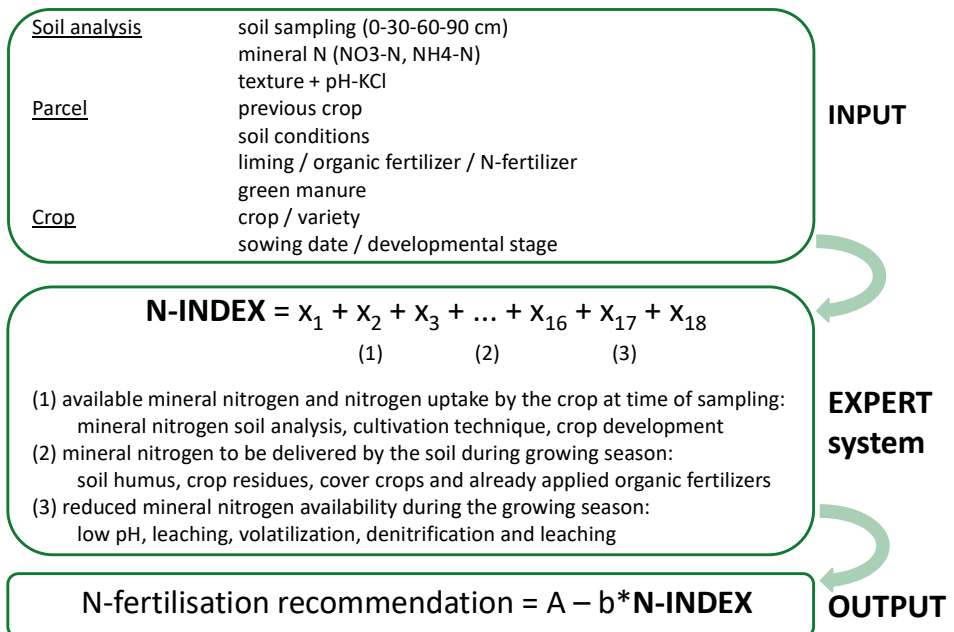 Soil analysis soil sampling (0-30-60-90 cm)
mineral N (NO3-N, NH4-N)
texture + pH-KCl
Parcel previous crop
soil conditions
liming / organic fertilizer / N-fertilizer
green manure
Crop crop / variety
sowing date / developmental stage
INPUT
N-INDEX = x₁ + x₂ + x₃ + ... + x₁₆ + x₁₇ + x₁₈
(1) (2) (3)
(1) available mineral nitrogen and nitrogen uptake by the crop at time of sampling:
mineral nitrogen soil analysis, cultivation technique, crop development
(2) mineral nitrogen to be delivered by the soil during growing season:
soil humus, crop residues, cover crops and already applied organic fertilizers
(3) reduced mineral nitrogen availability during the growing season:
low pH, leaching, volatilization, denitrification and leaching
EXPERT
system
N-fertilisation recommendation = A – b*N-INDEX
OUTPUT